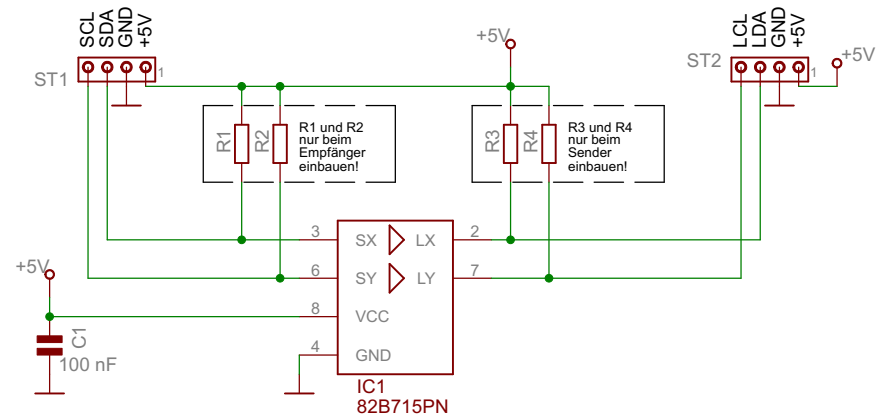 SCL
SDA
GND
+5V
ST1
1
+5V
LCL
LDA
GND
+5V
ST2
1
+5V
R1
R2
R1 und R2
nur beim
Empfänger
einbauen!
R3
R4
R3 und R4
nur beim
Sender
einbauen!
3
SX
LX
2
6
SY
LY
7
+5V
8
VCC
C1
100 nF
4
GND
IC1
82B715PN